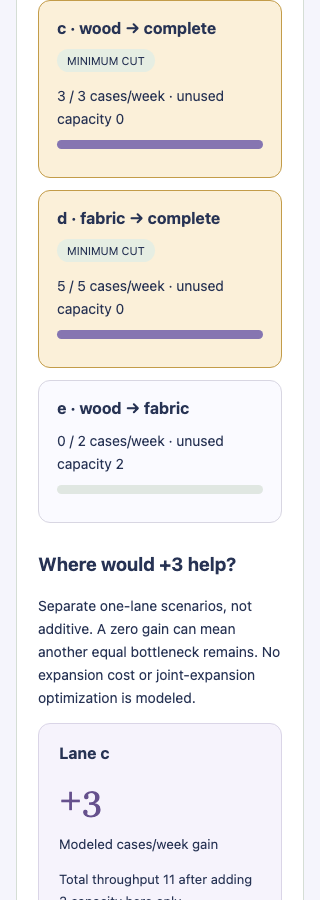 c · wood → complete
MINIMUM CUT
3 / 3 cases/week · unused
capacity 0
d · fabric → complete
MINIMUM CUT
5 / 5 cases/week · unused
capacity 0
e · wood → fabric
0 / 2 cases/week · unused
capacity 2
Where would +3 help?
Separate one-lane scenarios, not
additive. A zero gain can mean
another equal bottleneck remains. No
expansion cost or joint-expansion
optimization is modeled.
Lane c
+3
Modeled cases/week gain
Total throughput 11 after adding